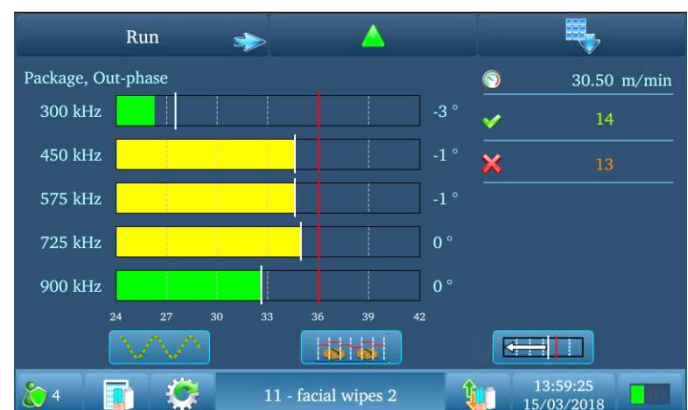 Run
Package, Out-phase
30.50 m/min
300 kHz -3 °
14
450 kHz -1 °
13
575 kHz -1 °
725 kHz 0 °
900 kHz 0 °
24 27 30 33 36 39 42
4
11 - facial wipes 2
13:59:25
15/03/2018